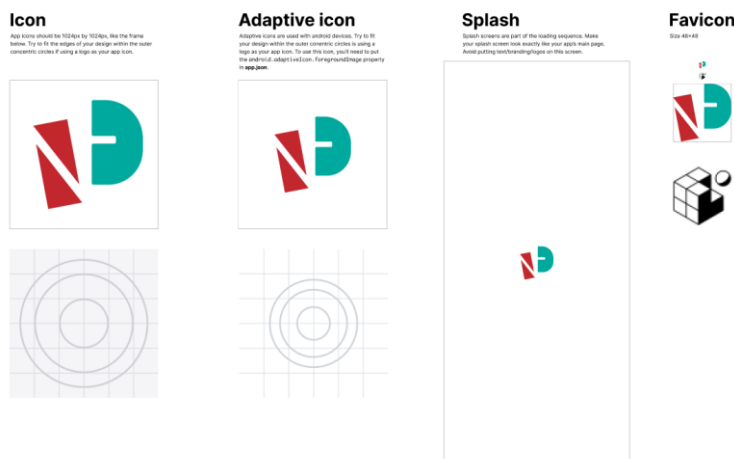 Icon
App icons should be 1024px by 1024px, like the frame
below. Try to fit the edges of your design within the outer
concentric circles if using a logo as your app icon.
Adaptive icon
Adaptive icons are used with android devices. Try to fit
your design within the outer concentric circles is using a
logo as your app icon. To use this icon, you'll need to put
the android.adaptiveIcon.foregroundImage property
in app.json.
Splash
Splash screens are part of the loading sequence. Make
your splash screen look exactly like your app's main page.
Avoid putting text/branding/logos on this screen.
Favicon
Size 48×48